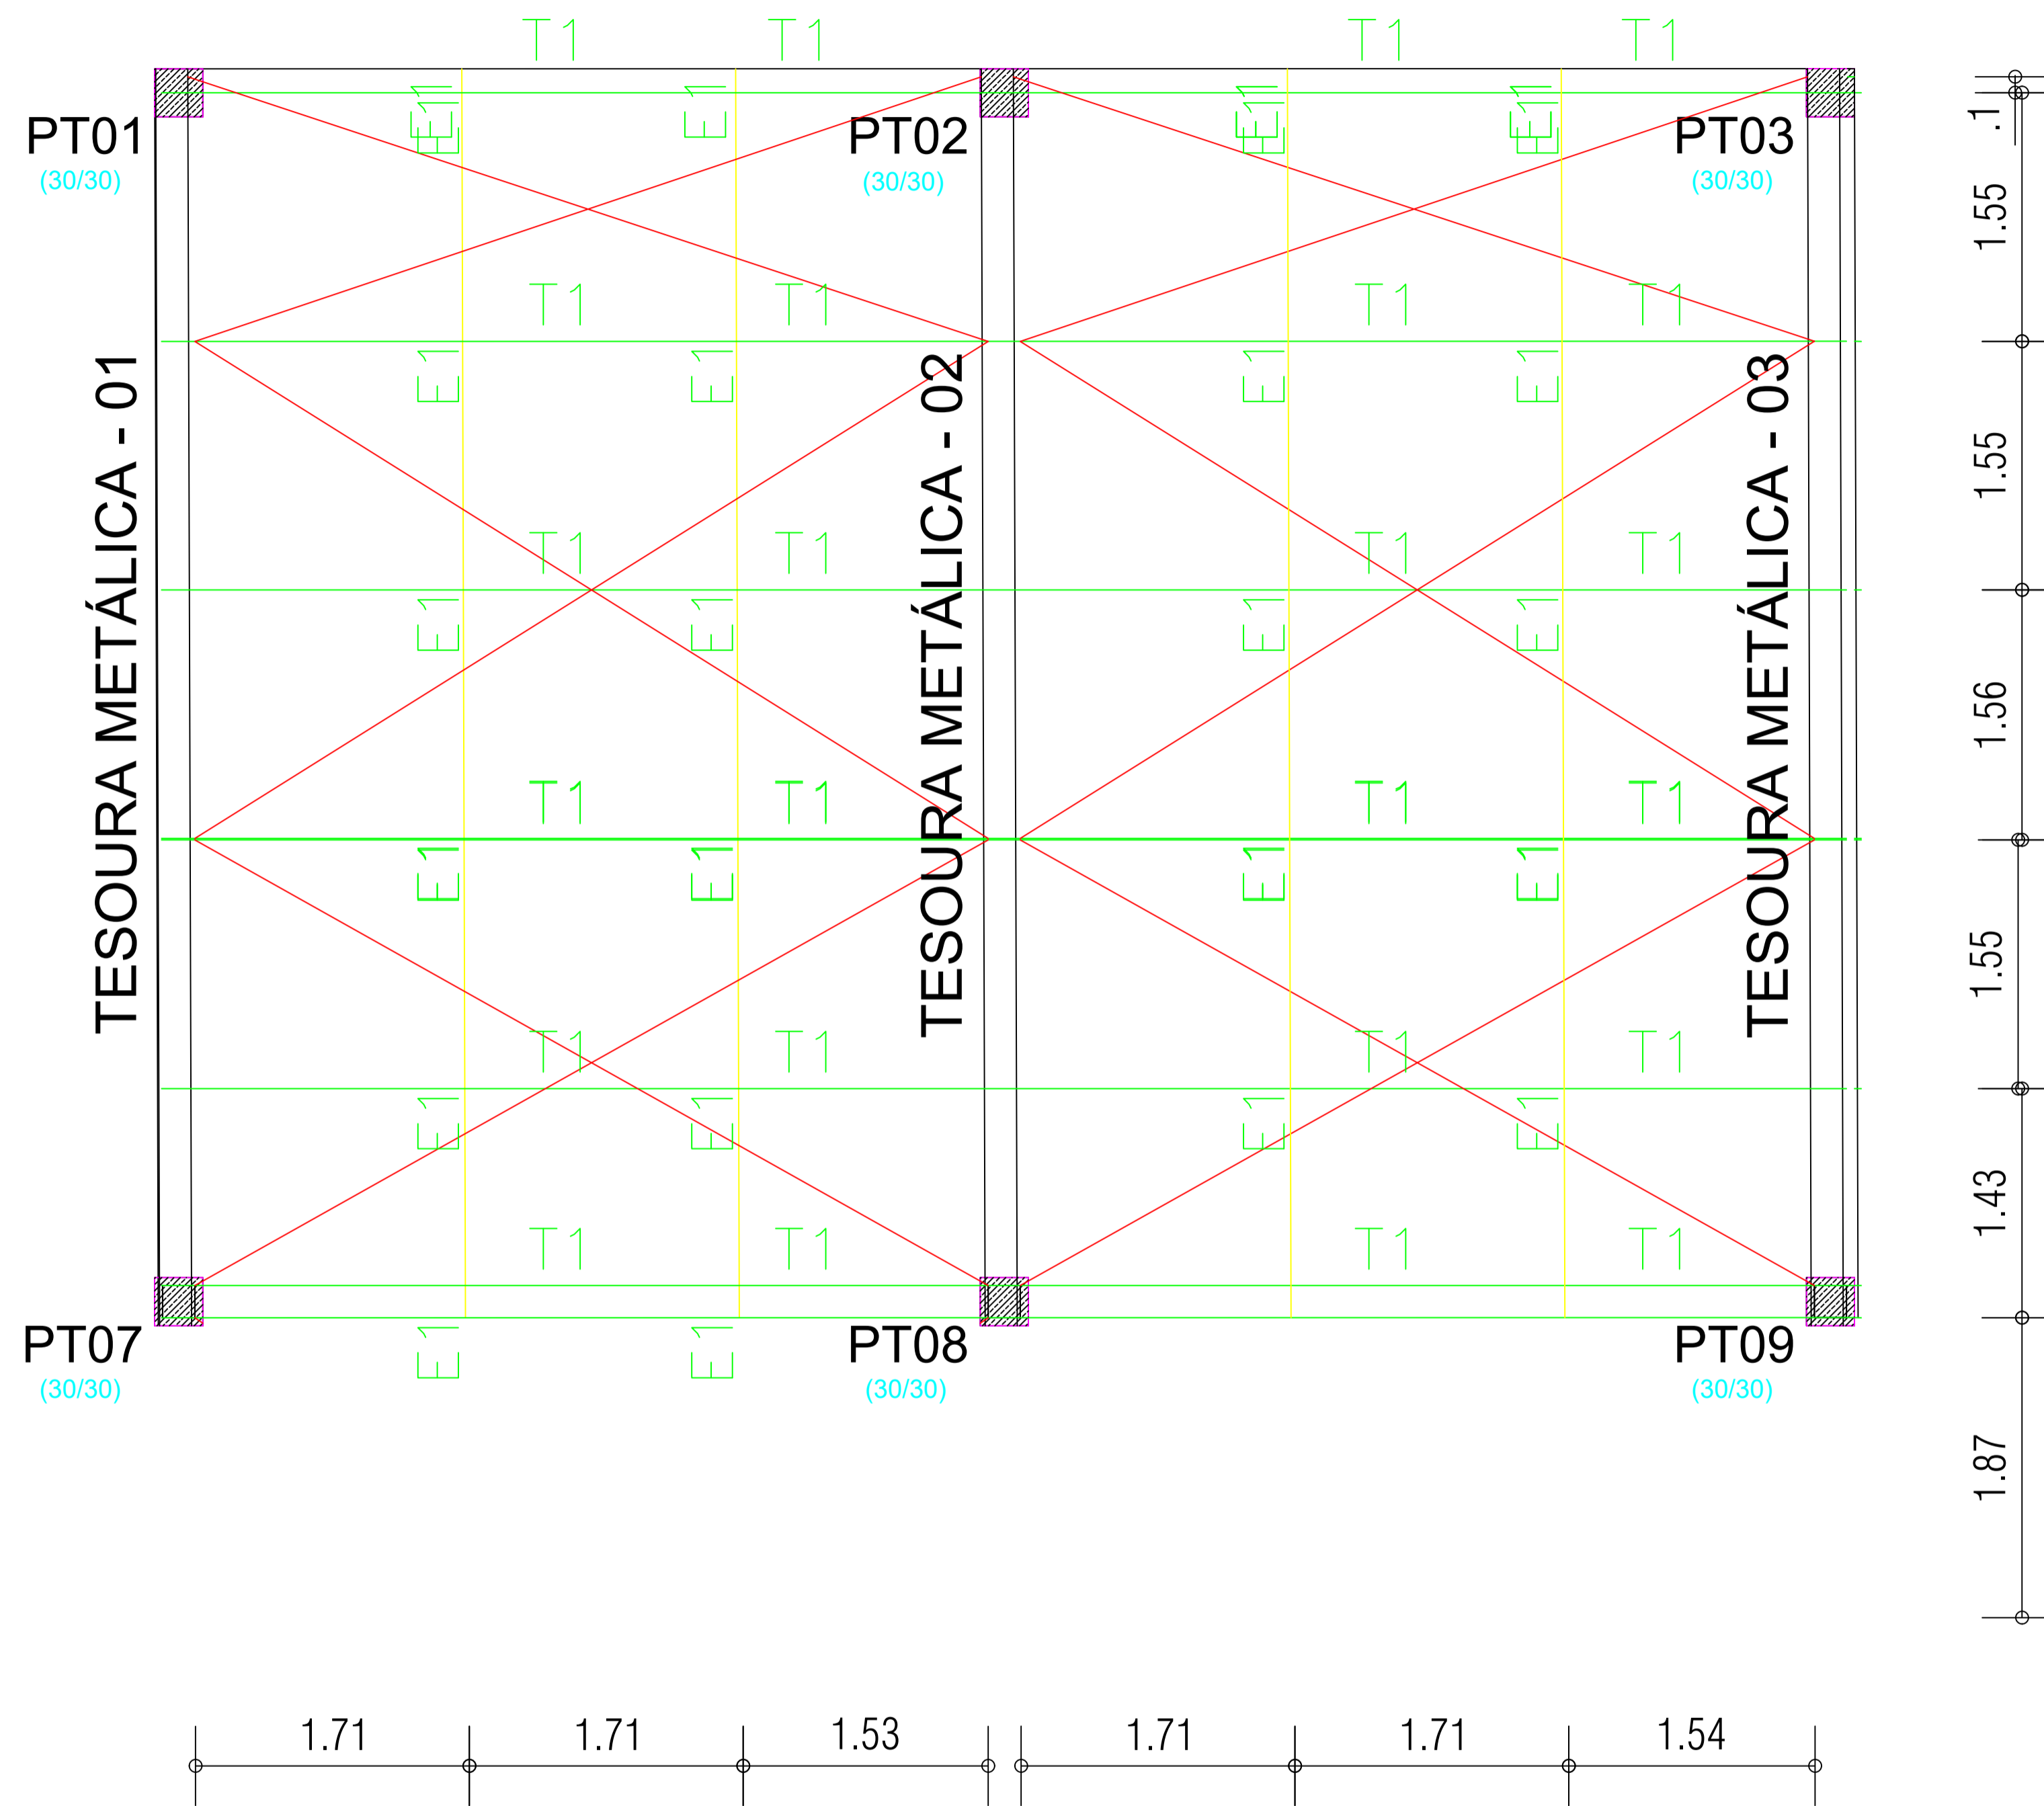 T1 T1 T1 T1
E1 E1 E1 E1
PT01 PT02 PT03
(30/30) (30/30) (30/30)
.1
1.55
T1 T1 T1 T1
E1 E1 E1 E1
1.55
T1 T1 T1 T1
E1 E1 E1 E1
TESOURA METÁLICA - 01
TESOURA METÁLICA - 02
TESOURA METÁLICA - 03
1.56
T1 T1 T1 T1
E1 E1 E1 E1
1.55
T1 T1 T1 T1
E1 E1 E1 E1
1.43
T1 T1 T1 T1
PT07 PT08 PT09
E1 E1
(30/30) (30/30) (30/30)
1.87
1.71 1.71 1.53 1.71 1.71 1.54